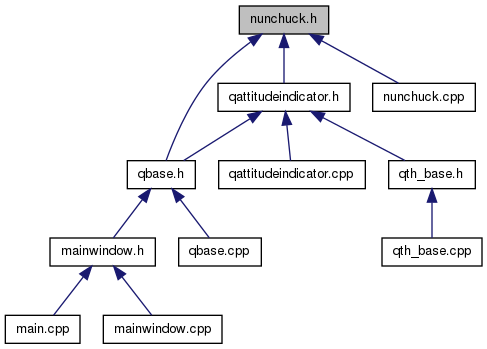 nunchuck.h
qattitudeindicator.h
nunchuck.cpp
qbase.h
qattitudeindicator.cpp
qth_base.h
mainwindow.h
qbase.cpp
qth_base.cpp
main.cpp
mainwindow.cpp